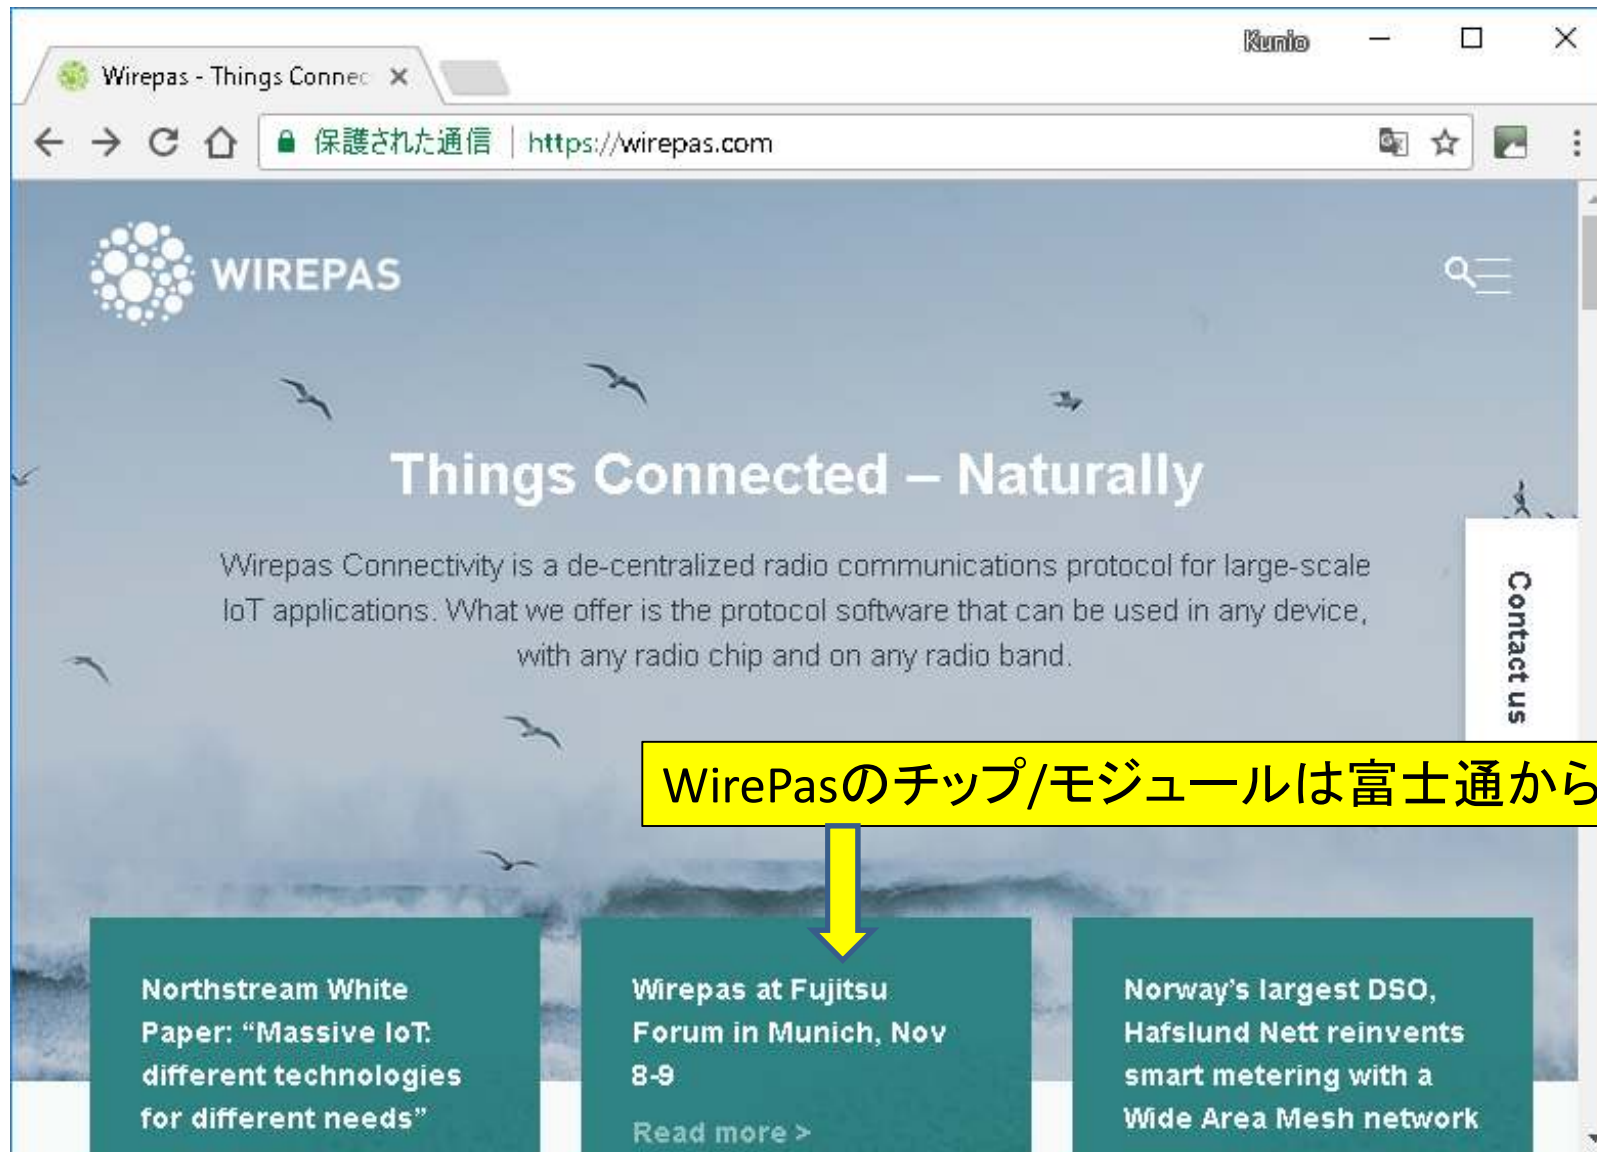 Kunio
Wirepas - Things Connec
保護された通信 https://wirepas.com
WIREPAS
Things Connected – Naturally
Wirepas Connectivity is a de-centralized radio communications protocol for large-scale
IoT applications. What we offer is the protocol software that can be used in any device,
with any radio chip and on any radio band.
Contact us
WirePasのチップ/モジュールは富士通から
Northstream White
Paper: “Massive IoT:
different technologies
for different needs”
Wirepas at Fujitsu
Forum in Munich, Nov
8-9
Read more >
Norway's largest DSO,
Hafslund Nett reinvents
smart metering with a
Wide Area Mesh network